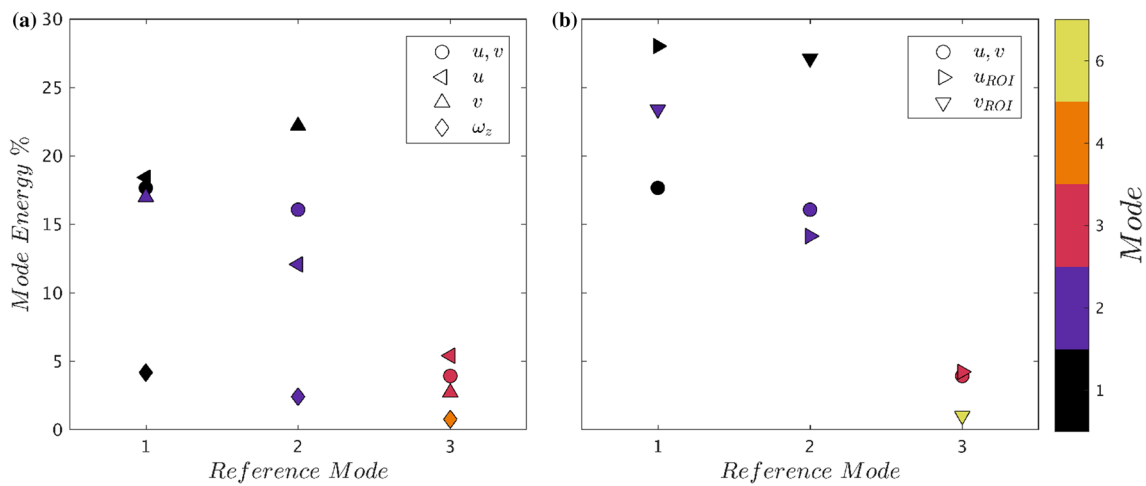 (a)
30
25
20
15
10
5
0
Mode Energy %
1 2 3
Reference Mode
u, v
u
v
ω_z
(b)
1 2 3
Reference Mode
u, v
u_ROI
v_ROI
6
4
3
2
1
Mode